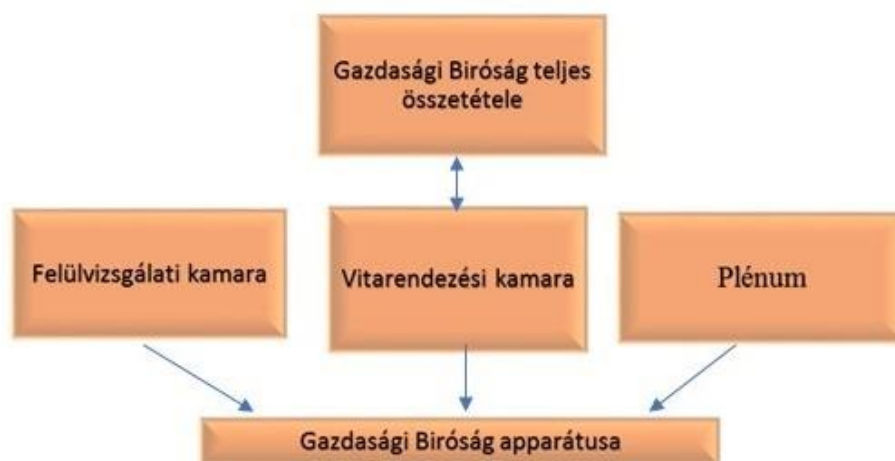 Gazdasági Biróság teljes
összetétele
Felülvizsgálati kamara
Vitarendezési kamara
Plénum
Gazdasági Biróság apparátusa